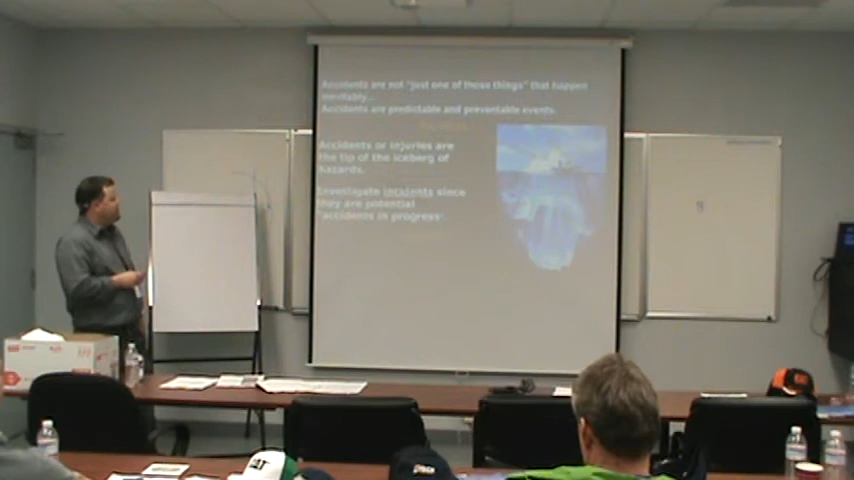 Accidents are not "just one of those things" that happen
inevitably...
Accidents are predictable and preventable events.
Accidents or injuries are
the tip of the iceberg of
hazards.
Investigate incidents since
they are potential
"accidents in progress".
CAT